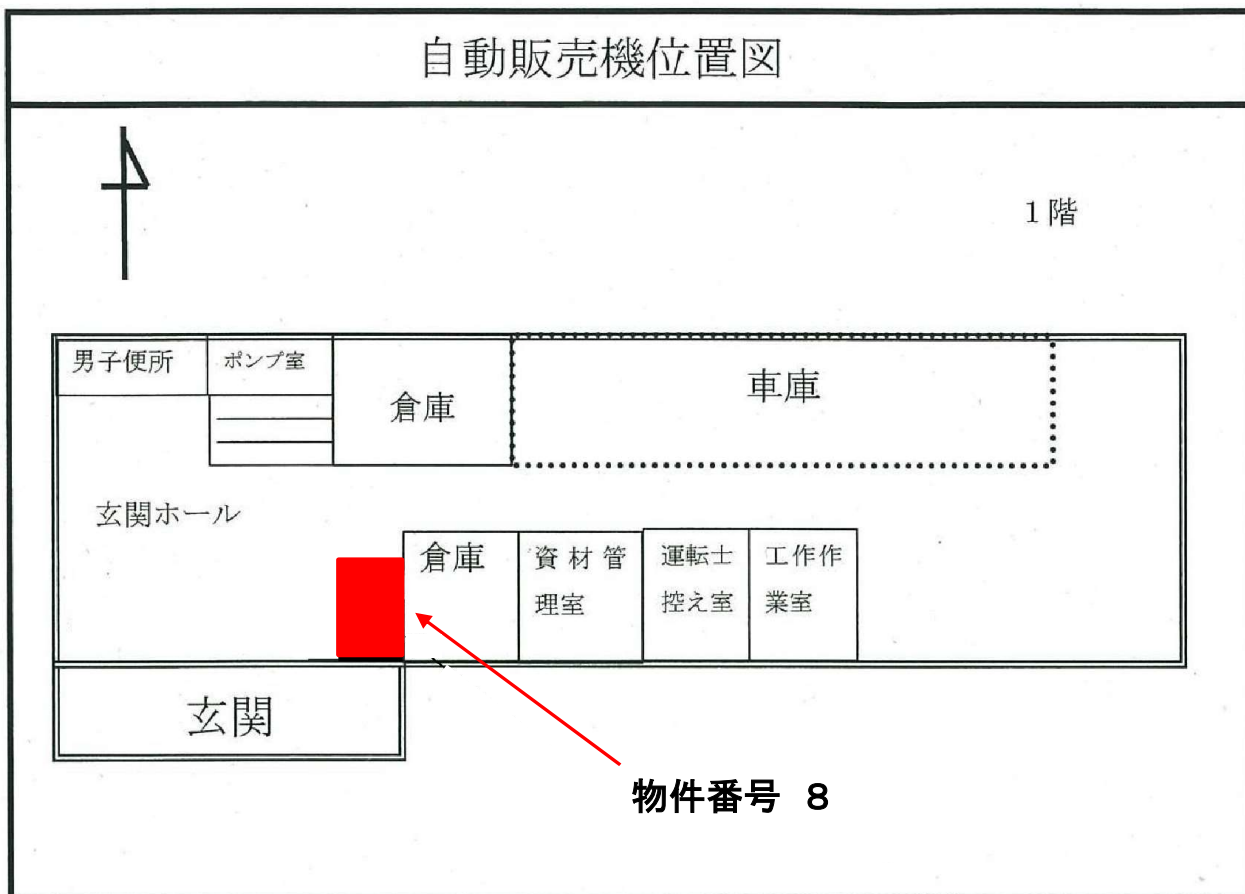 自動販売機位置図
1階
男子便所
ポンプ室
倉庫
車庫
玄関ホール
倉庫
資材管
理室
運転士
控え室
工作作
業室
玄関
物件番号 8